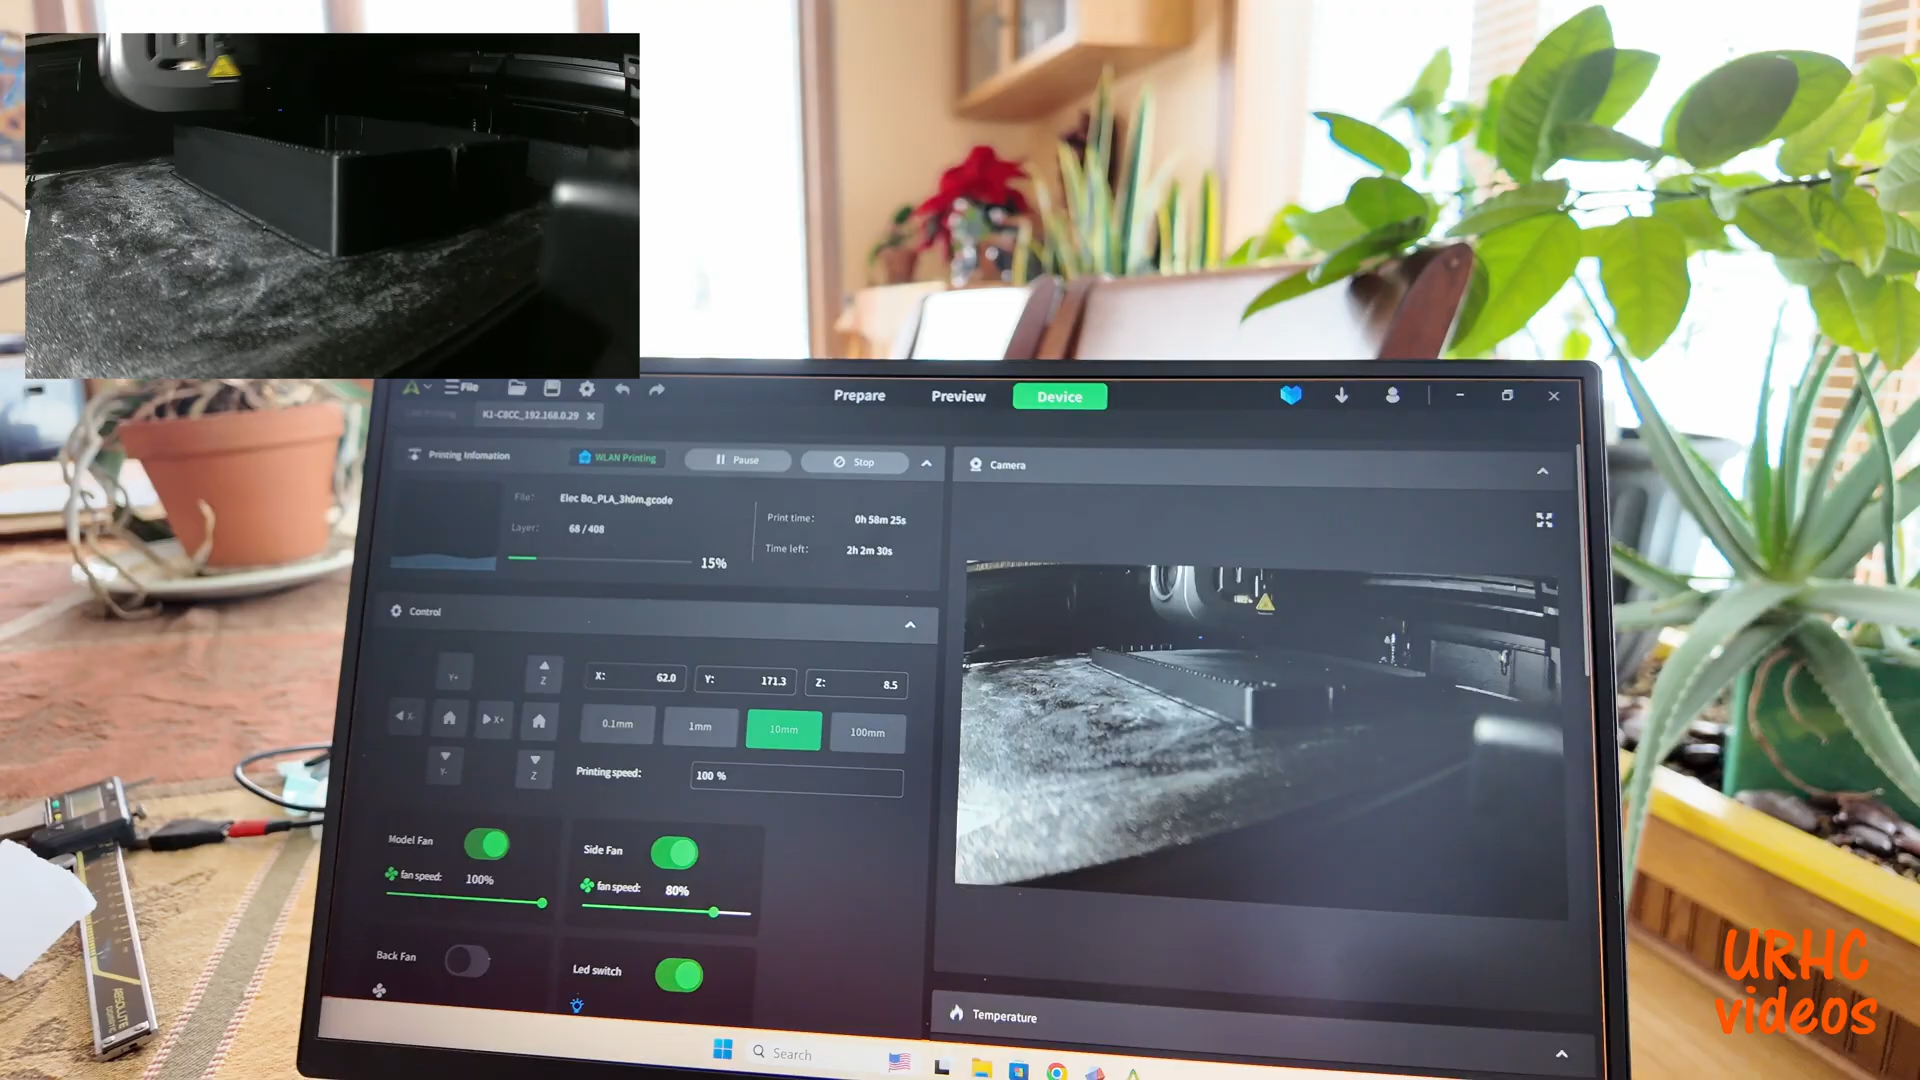 File
Prepare
Preview
Device
K1-C8CC_192.168.0.29
Printing Infomation
WLAN Printing
Pause
Stop
Camera
File:
Elec Bo_PLA_3h0m.gcode
Layer:
68 / 408
15%
Print time:
0h 58m 25s
Time left:
2h 2m 30s
Control
Y+
Z
X:
62.0
Y:
171.3
Z:
8.5
X-
X+
0.1mm
1mm
10mm
100mm
Y-
Z
Printing speed:
100 %
Model Fan
fan speed:
100%
Side Fan
fan speed:
80%
Back Fan
Led switch
Temperature
Search
ABSOLUTE
URHC
videos